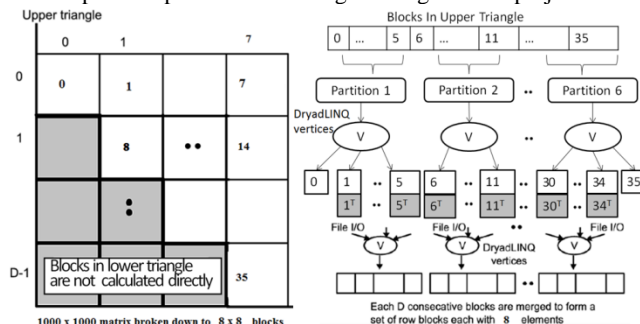 Upper triangle
0 1 7
0 0 1 7
1 8 •• 14
:
D-1 35
Blocks in lower triangle
are not calculated directly
1000 x 1000 matrix broken down to 8 x 8 blocks
Blocks In Upper Triangle
0 ... 5 6 ... 11 ... 35
Partition 1 Partition 2 •• Partition 6
DryadLINQ
vertices
V V •• V
0 1 •• 5 6 •• 11 •• 30 •• 34 35
1ᵀ •• 5ᵀ 6ᵀ 11ᵀ 30ᵀ 34ᵀ
File I/O File I/O •• File I/O
V V DryadLINQ V
vertices
••
Each D consecutive blocks are merged to form a
set of row blocks each with 8 elements